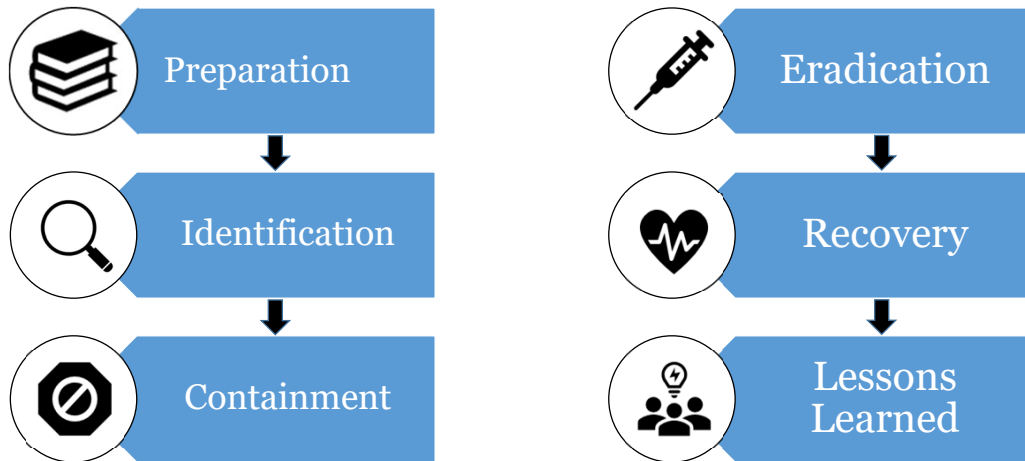 Preparation
Identification
Containment
Eradication
Recovery
Lessons
Learned